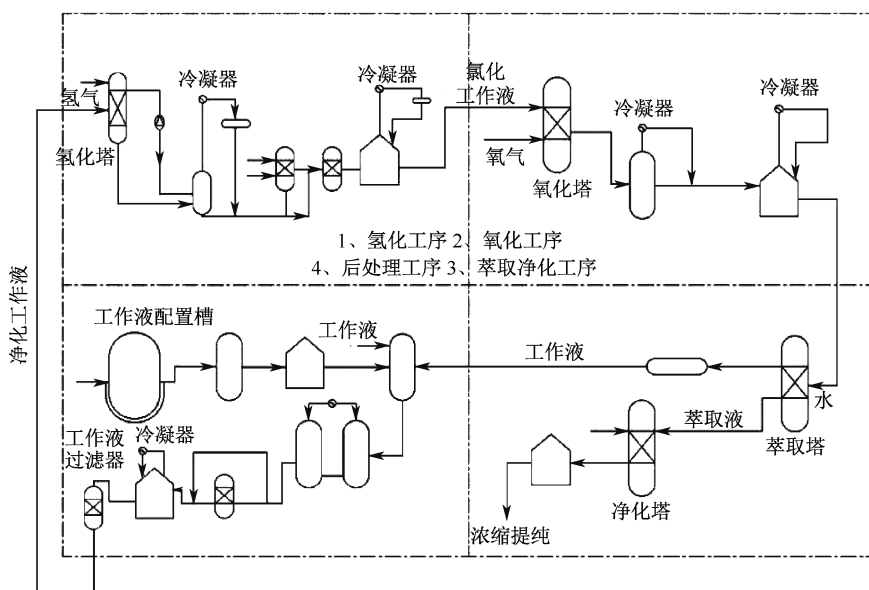 冷凝器
冷凝器
氯化
工作液
氢气
氢化塔
冷凝器
氧气
氧化塔
1、氢化工序 2、氧化工序
4、后处理工序 3、萃取净化工序
净化工作液
工作液配置槽
工作液
工作液
水
萃取液
萃取塔
工作液
过滤器
冷凝器
净化塔
浓缩提纯